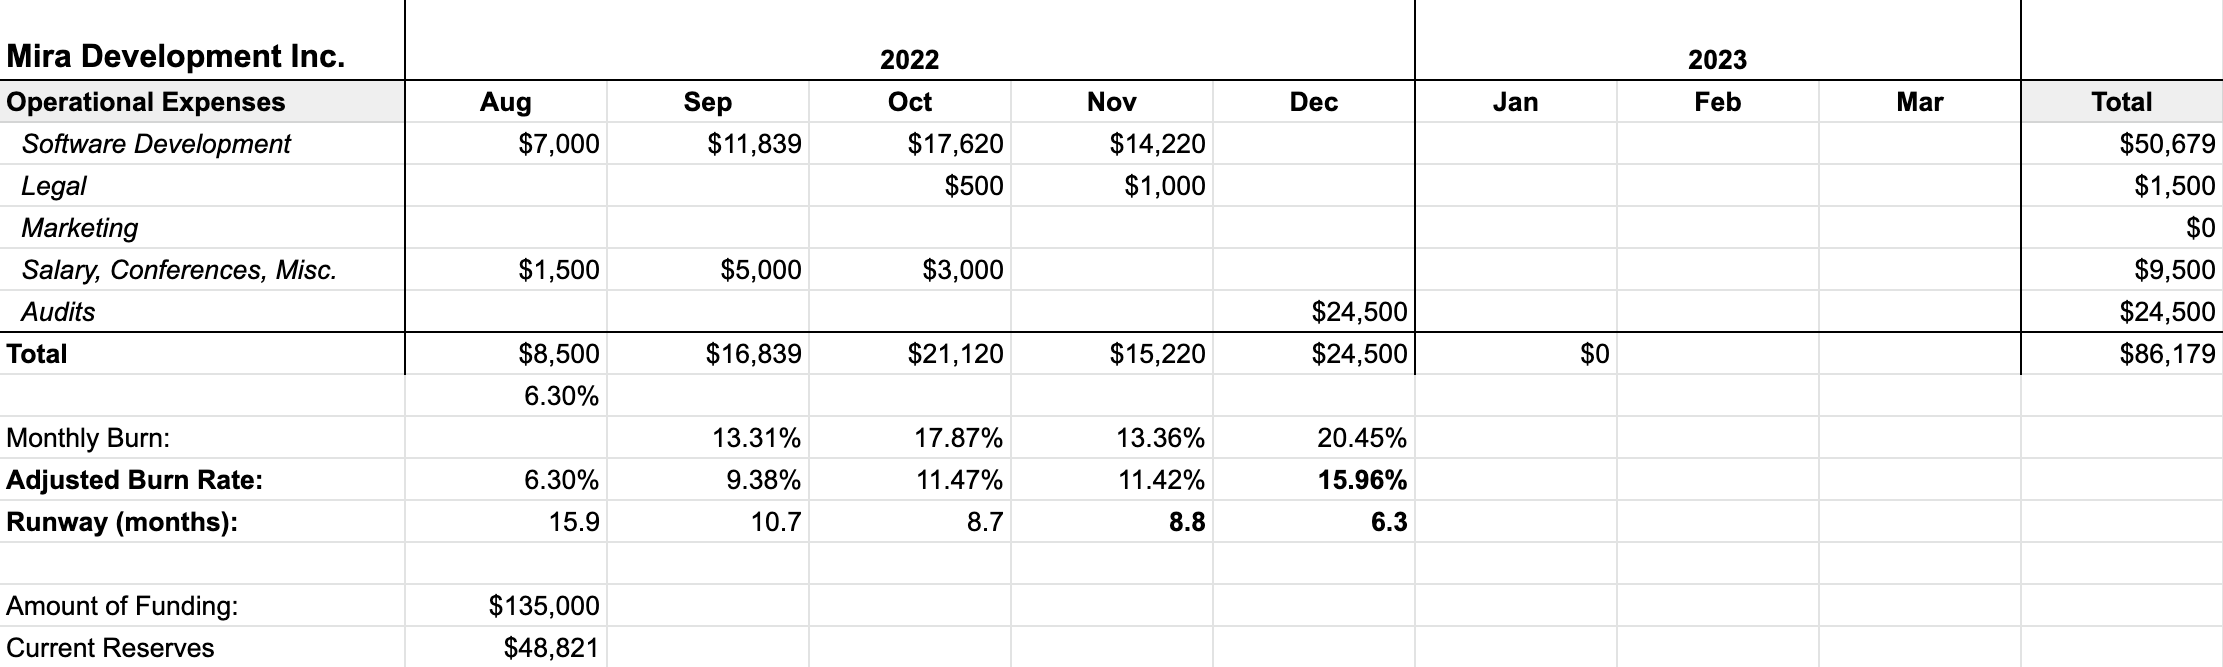 Mira Development Inc. 2022 2023
Operational Expenses Aug Sep Oct Nov Dec Jan Feb Mar Total
Software Development $7,000 $11,839 $17,620 $14,220 $50,679
Legal $500 $1,000 $1,500
Marketing $0
Salary, Conferences, Misc. $1,500 $5,000 $3,000 $9,500
Audits $24,500 $24,500
Total $8,500 $16,839 $21,120 $15,220 $24,500 $0 $86,179
6.30%
Monthly Burn: 13.31% 17.87% 13.36% 20.45%
Adjusted Burn Rate: 6.30% 9.38% 11.47% 11.42% 15.96%
Runway (months): 15.9 10.7 8.7 8.8 6.3
Amount of Funding: $135,000
Current Reserves $48,821